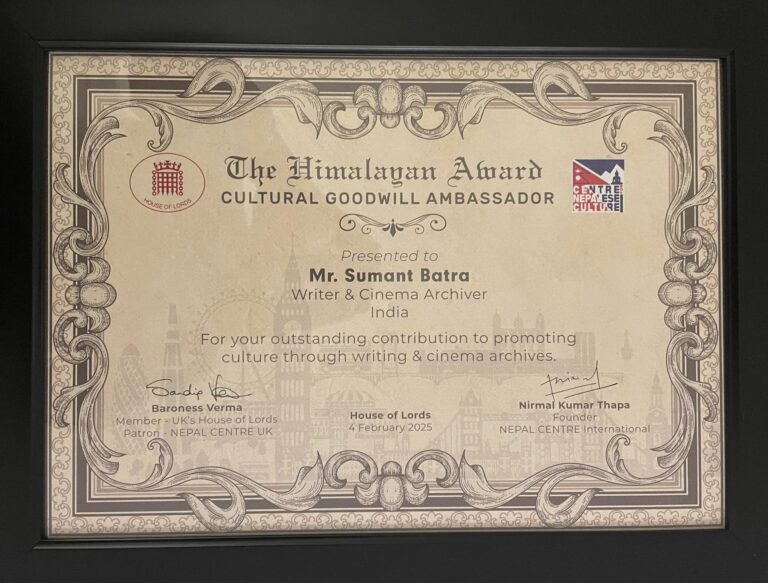 The Himalayan Award
CULTURAL GOODWILL AMBASSADOR
HOUSE OF LORDS
CENTRE
NEPALESE
CULTURE
Presented to
Mr. Sumant Batra
Writer & Cinema Archiver
India
For your outstanding contribution to promoting
culture through writing & cinema archives.
Baroness Verma
Member - UK's House of Lords
Patron - NEPAL CENTRE UK
House of Lords
4 February 2025
Nirmal Kumar Thapa
Founder
NEPAL CENTRE International